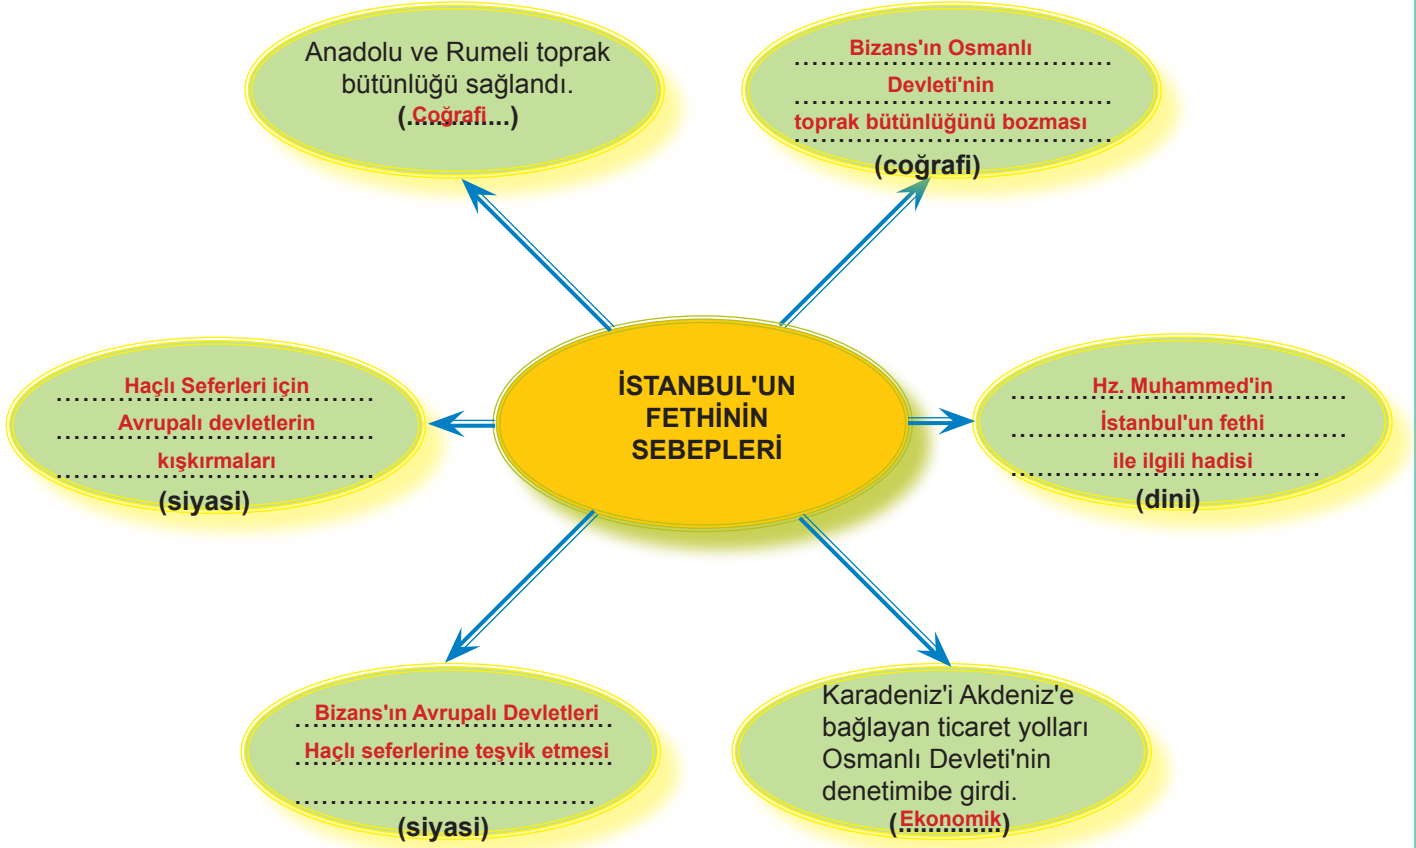 Anadolu ve Rumeli toprak
bütünlüğü sağlandı.
(Coğrafi.............)
Bizans'ın Osmanlı
Devleti'nin
toprak bütünlüğünü bozması
(coğrafi)
Haçlı Seferleri için
Avrupalı devletlerin
kışkırmaları
(siyasi)
İSTANBUL'UN
FETHİNİN
SEBEPLERİ
Hz. Muhammed'in
İstanbul'un fethi
ile ilgili hadisi
(dini)
Bizans'ın Avrupalı Devletleri
Haçlı seferlerine teşvik etmesi
..................................
(siyasi)
Karadeniz'i Akdeniz'e
bağlayan ticaret yolları
Osmanlı Devleti'nin
denetimibe girdi.
(Ekonomik)